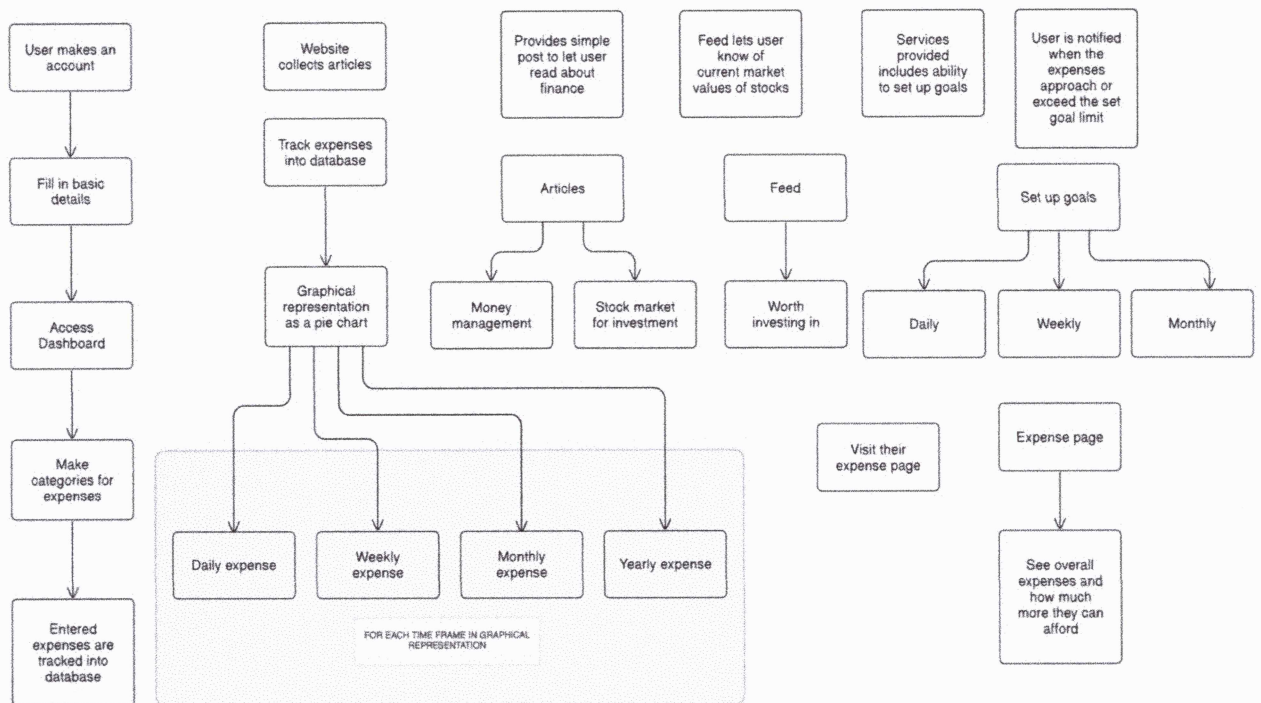 User makes an
account
Website
collects articles
Provides simple
post to let user
read about
finance
Feed lets user
know of
current market
values of stocks
Services
provided
includes ability
to set up goals
User is notified
when the
expenses
approach or
exceed the set
goal limit
Track expenses
into database
Fill in basic
details
Articles
Feed
Set up goals
Graphical
representation
as a pie chart
Money
management
Stock market
for investment
Worth
investing in
Daily
Weekly
Monthly
Access
Dashboard
Make
categories for
expenses
Visit their
expense page
Expense page
Daily expense
Weekly
expense
Monthly
expense
Yearly expense
See overall
expenses and
how much
more they can
afford
FOR EACH TIME FRAME IN GRAPHICAL
REPRESENTATION
Entered
expenses are
tracked into
database